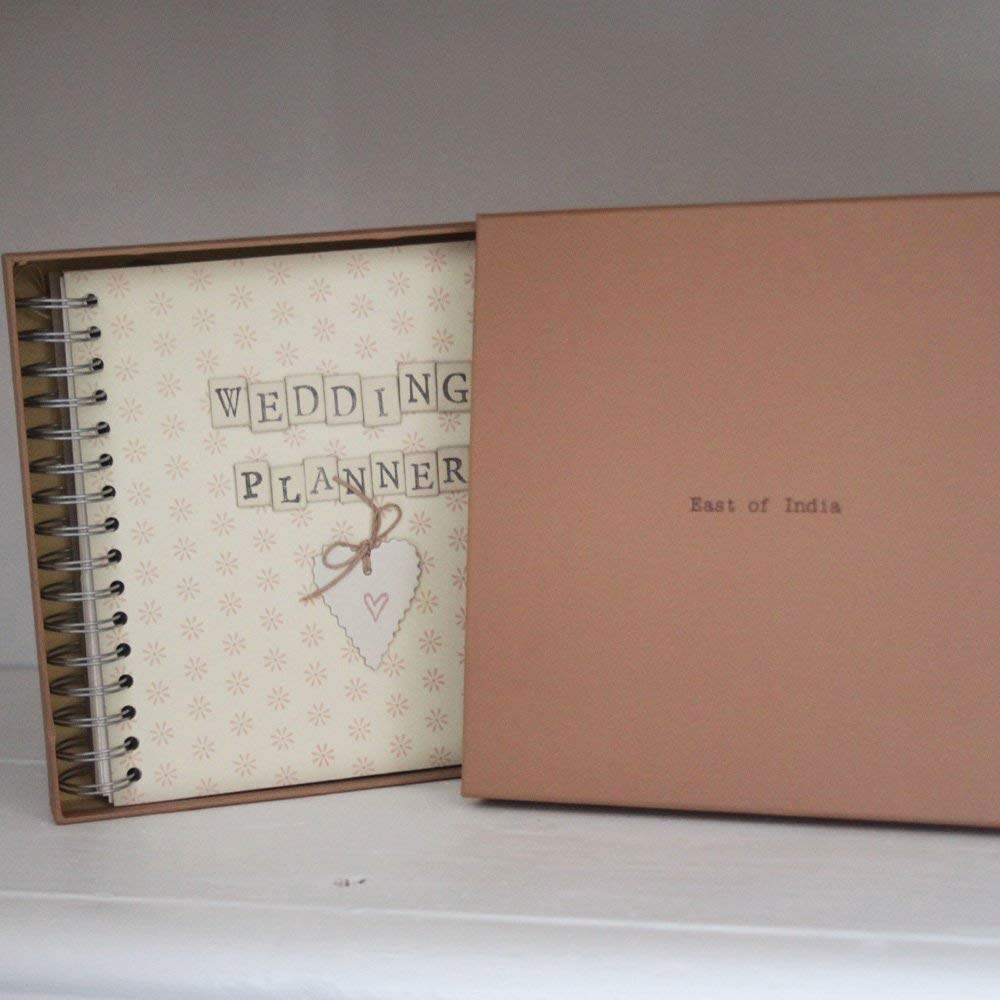 WEDDING
PLANNER
East of India